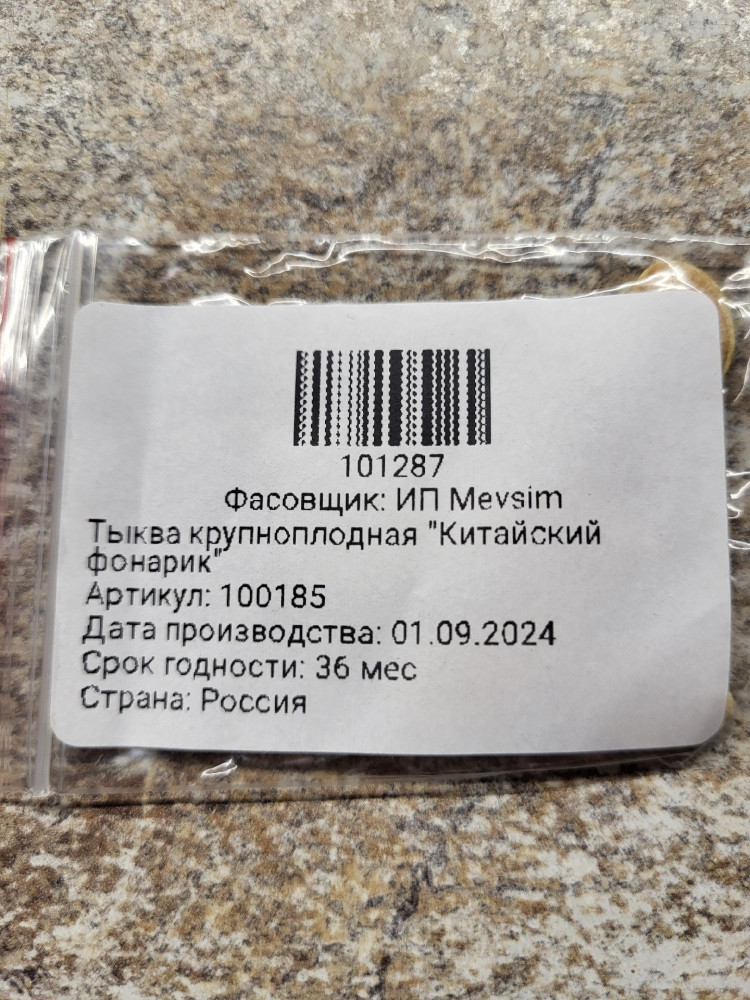 101287
Фасовщик: ИП Mevsim
Тыква крупноплодная "Китайский
фонарик"
Артикул: 100185
Дата производства: 01.09.2024
Срок годности: 36 мес
Страна: Россия